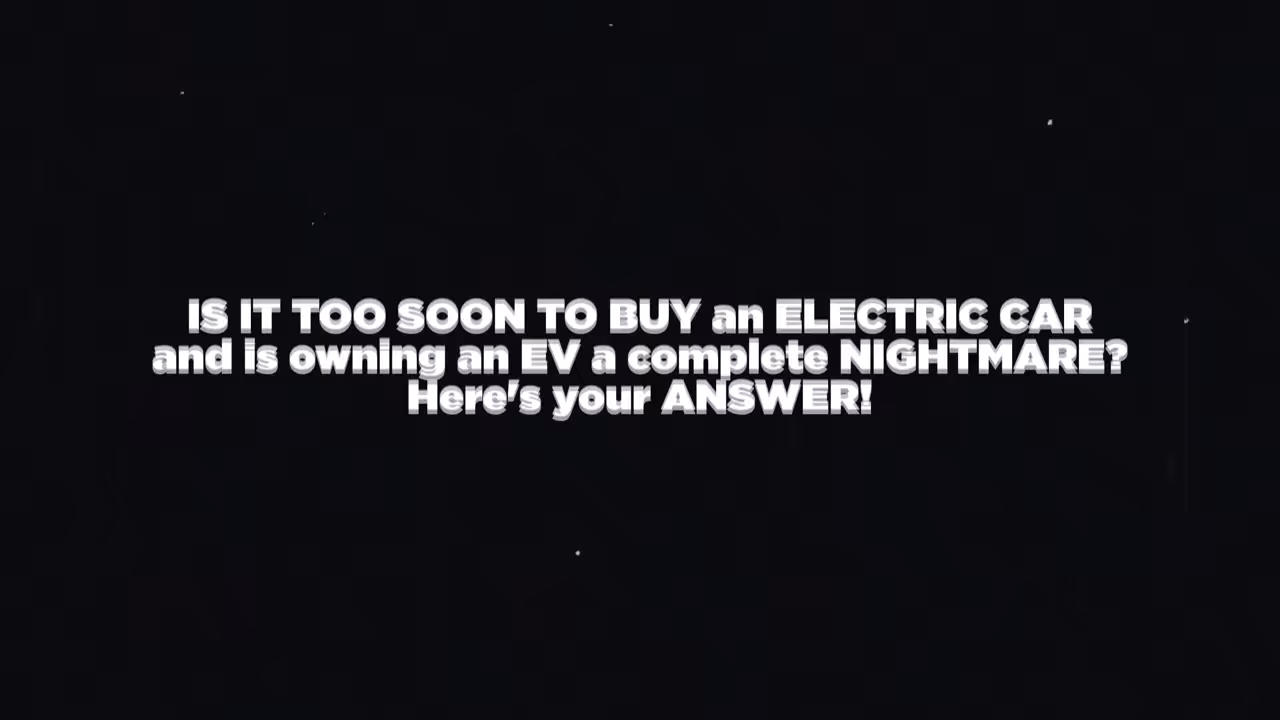 IS IT TOO SOON TO BUY an ELECTRIC CAR
and is owning an EV a complete NIGHTMARE?
Here's your ANSWER!